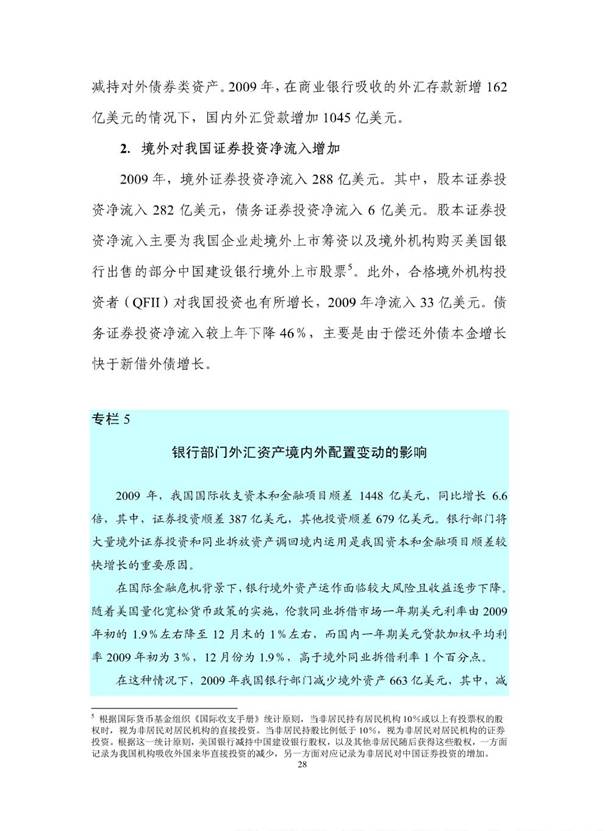 减持对外债券类资产。2009 年，在商业银行吸收的外汇存款新增 162
亿美元的情况下，国内外汇贷款增加 1045 亿美元。
2．境外对我国证券投资净流入增加
2009 年，境外证券投资净流入 288 亿美元。其中，股本证券投
资净流入 282 亿美元，债务证券投资净流入 6 亿美元。股本证券投
资净流入主要为我国企业赴境外上市筹资以及境外机构购买美国银
行出售的部分中国建设银行境外上市股票⁵。此外，合格境外机构投
资者（QFII）对我国投资也有所增长，2009 年净流入 33 亿美元。债
务证券投资净流入较上年下降 46％，主要是由于偿还外债本金增长
快于新借外债增长。
专栏 5
银行部门外汇资产境内外配置变动的影响
2009 年，我国国际收支资本和金融项目顺差 1448 亿美元，同比增长 6.6
倍，其中，证券投资顺差 387 亿美元，其他投资顺差 679 亿美元。银行部门将
大量境外证券投资和同业拆放资产调回境内运用是我国资本和金融项目顺差较
快增长的重要原因。
在国际金融危机背景下，银行境外资产运作面临较大风险且收益逐步下降。
随着美国量化宽松货币政策的实施，伦敦同业拆借市场一年期美元利率由 2009
年初的 1.9％左右降至 12 月末的 1％左右，而国内一年期美元贷款加权平均利
率 2009 年初为 3％，12 月份为 1.9％，高于境外同业拆借利率 1 个百分点。
在这种情况下，2009 年我国银行部门减少境外资产 663 亿美元，其中，减
⁵ 根据国际货币基金组织《国际收支手册》统计原则，当非居民持有居民机构 10％或以上有投票权的股
权时，视为非居民对居民机构的直接投资。当非居民持股比例低于 10％，视为非居民对居民机构的证券
投资。根据这一统计原则，美国银行减持中国建设银行股权，以及其他非居民随后获得这些股权，一方面
记录为我国机构吸收外国来华直接投资的减少，另一方面对应记录为非居民对中国证券投资的增加。
28